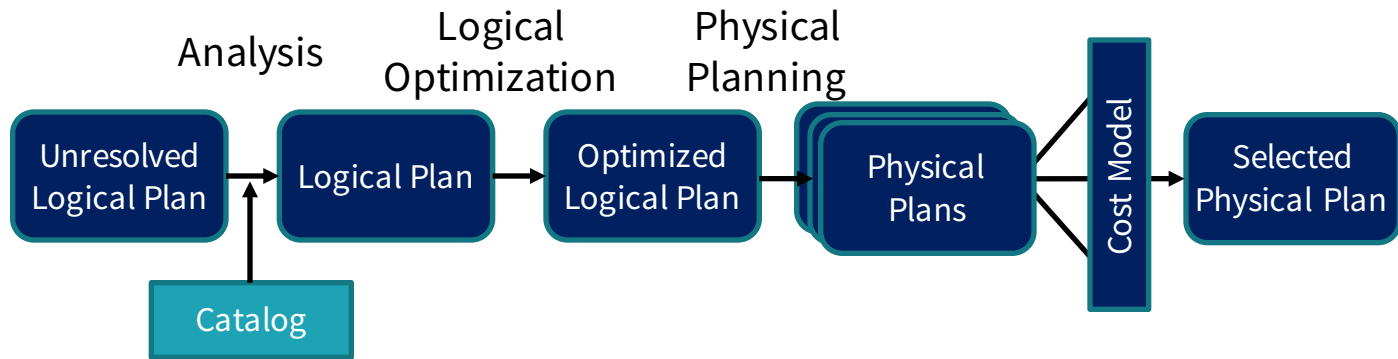 Analysis
Logical
Optimization
Physical
Planning
Unresolved
Logical Plan
Logical Plan
Optimized
Logical Plan
Physical
Plans
Cost Model
Selected
Physical Plan
Catalog